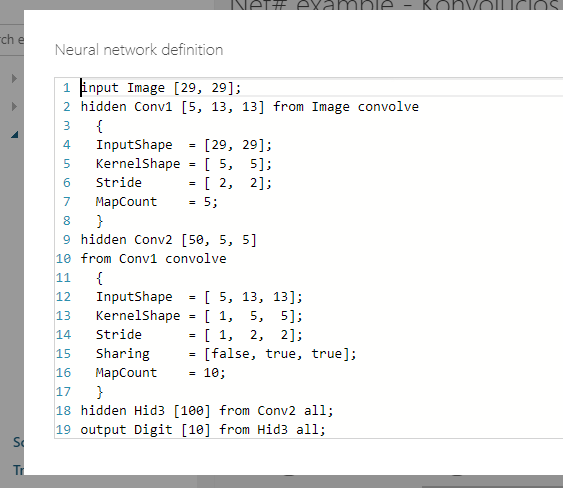 Net# example - Konvolúciós
rch e
Neural network definition
1 input Image [29, 29];
2 hidden Conv1 [5, 13, 13] from Image convolve
3   {
4   InputShape  = [29, 29];
5   KernelShape = [ 5,  5];
6   Stride      = [ 2,  2];
7   MapCount    = 5;
8   }
9 hidden Conv2 [50, 5, 5]
10 from Conv1 convolve
11   {
12   InputShape  = [ 5, 13, 13];
13   KernelShape = [ 1,  5,  5];
14   Stride      = [ 1,  2,  2];
15   Sharing     = [false, true, true];
16   MapCount    = 10;
17   }
18 hidden Hid3 [100] from Conv2 all;
19 output Digit [10] from Hid3 all;
Sc
Tr